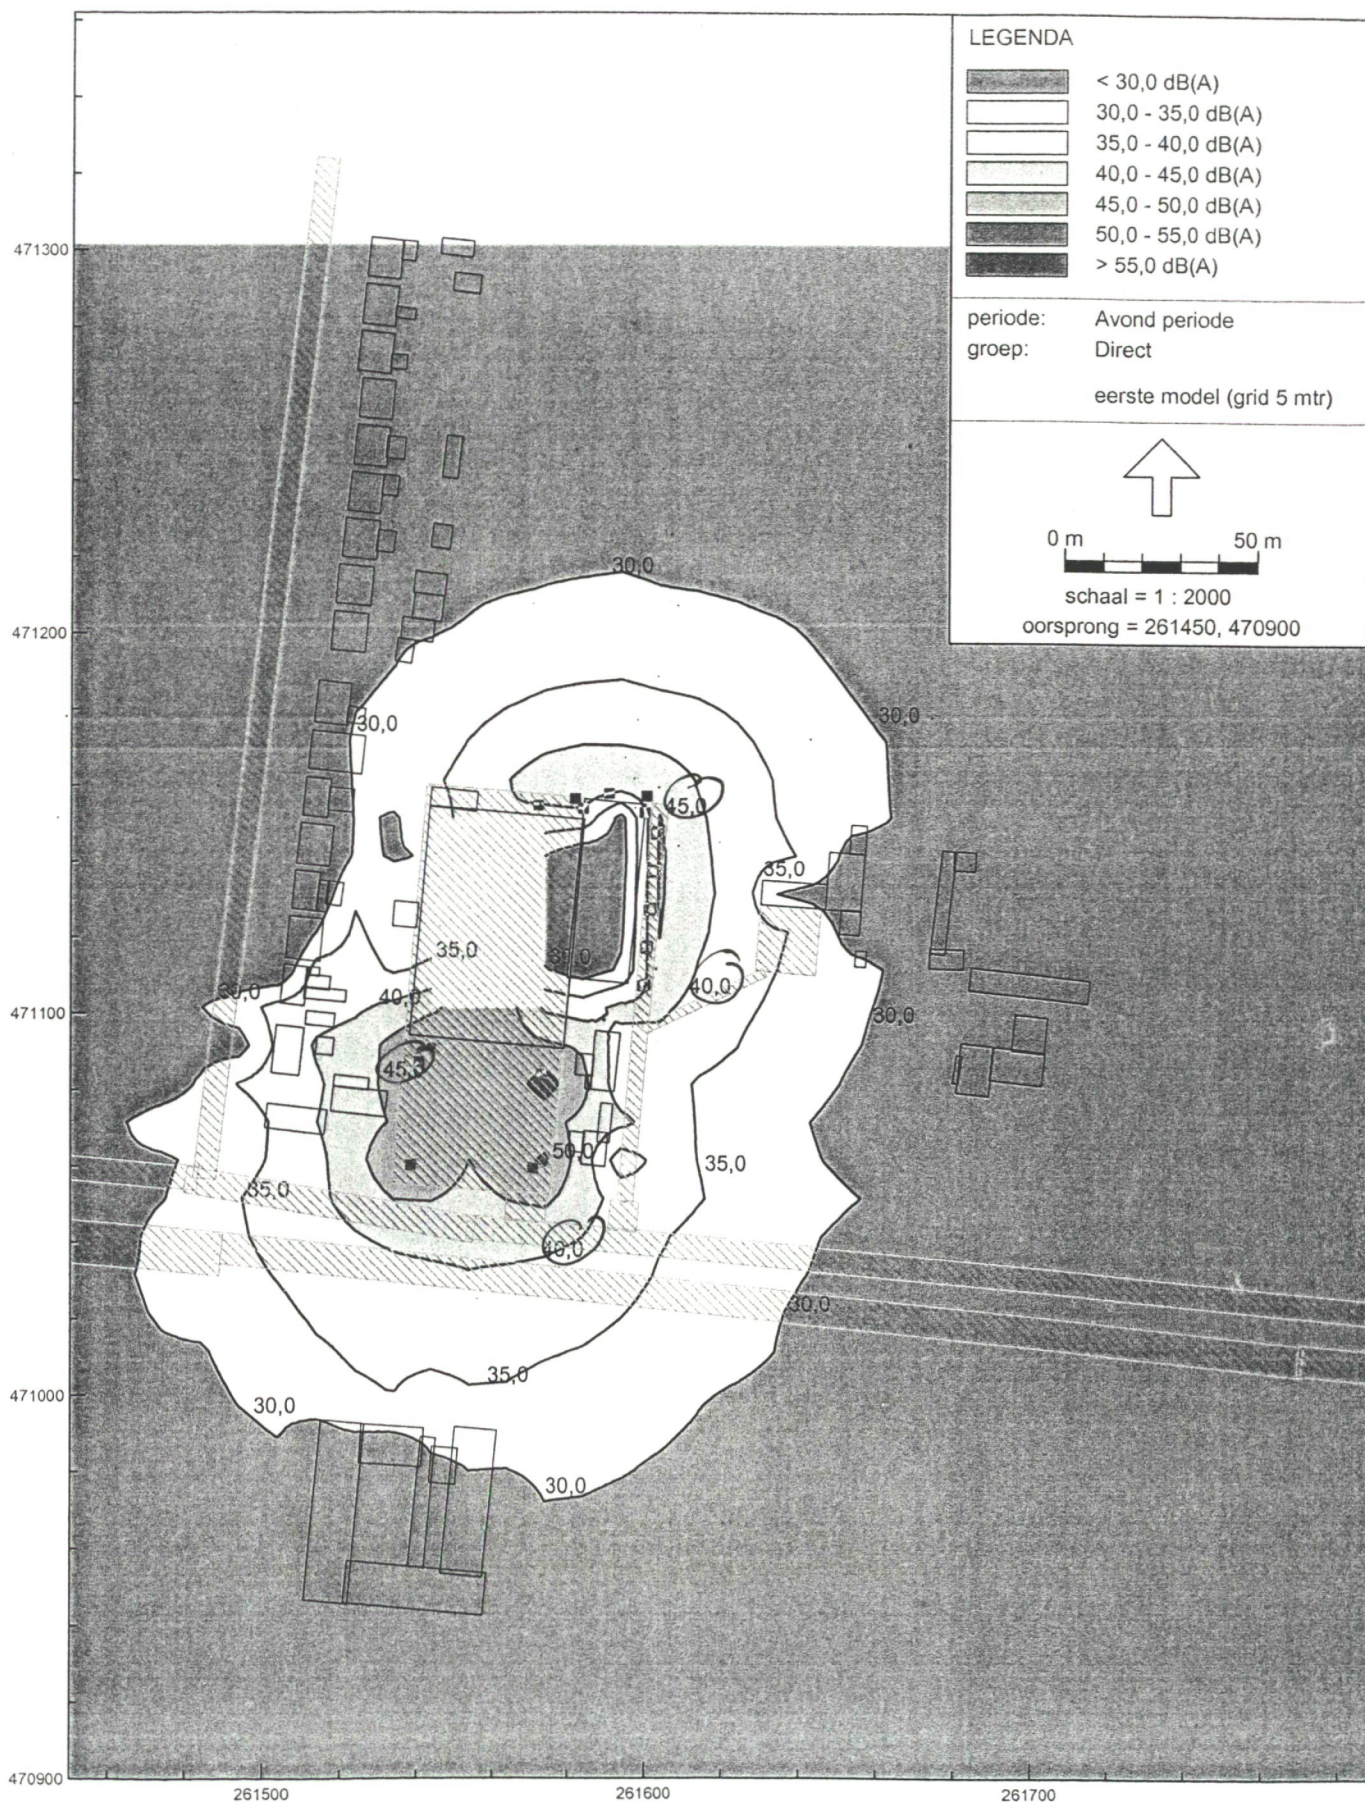 LEGENDA
< 30,0 dB(A)
30,0 - 35,0 dB(A)
35,0 - 40,0 dB(A)
40,0 - 45,0 dB(A)
45,0 - 50,0 dB(A)
50,0 - 55,0 dB(A)
> 55,0 dB(A)
periode: Avond periode
groep: Direct
eerste model (grid 5 mtr)
0 m 50 m
schaal = 1 : 2000
oorsprong = 261450, 470900
471300
30,0
471200
30,0
30,0
45,0
35,0
35,0
30,0
40,0
40,0
471100
30,0
45,0
50,0
35,0
35,0
40,0
30,0
35,0
471000
30,0
30,0
470900
261500
261600
261700